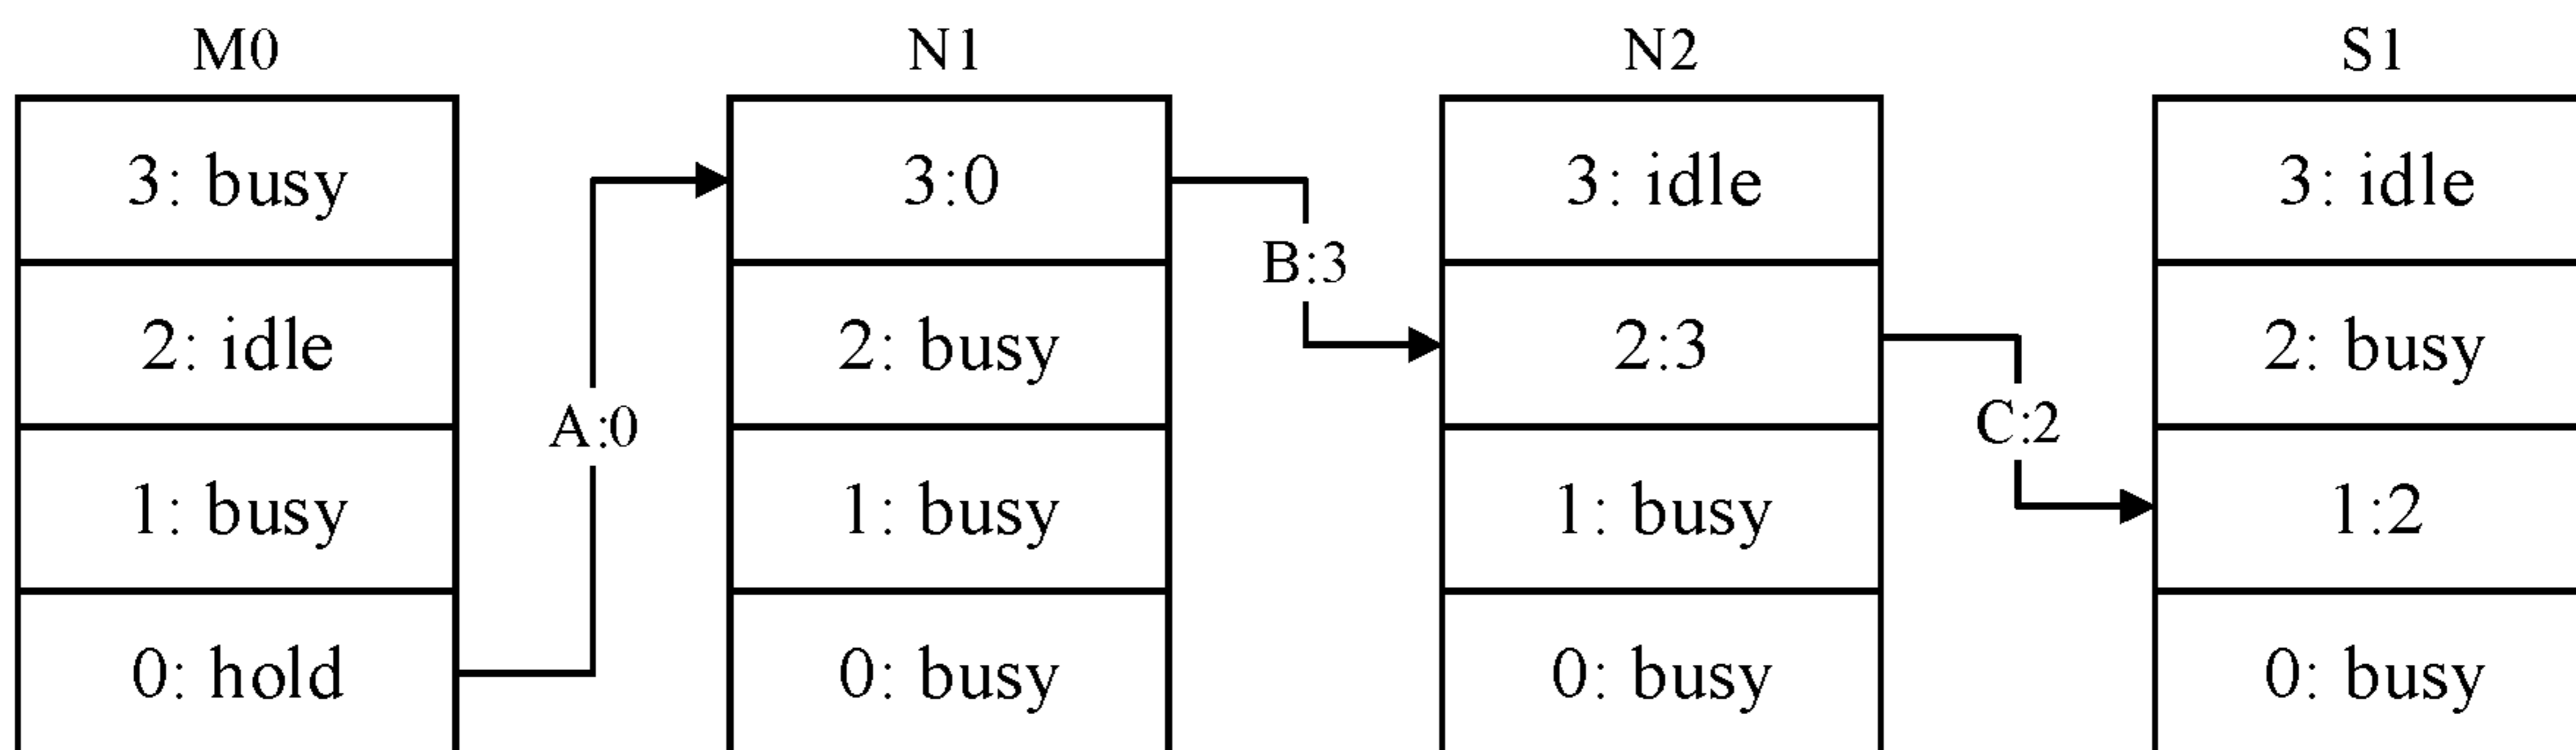 M0
N1
N2
S1
3: busy
3:0
3: idle
3: idle
B:3
2: idle
2: busy
2:3
2: busy
A:0
C:2
1: busy
1: busy
1: busy
1:2
0: hold
0: busy
0: busy
0: busy